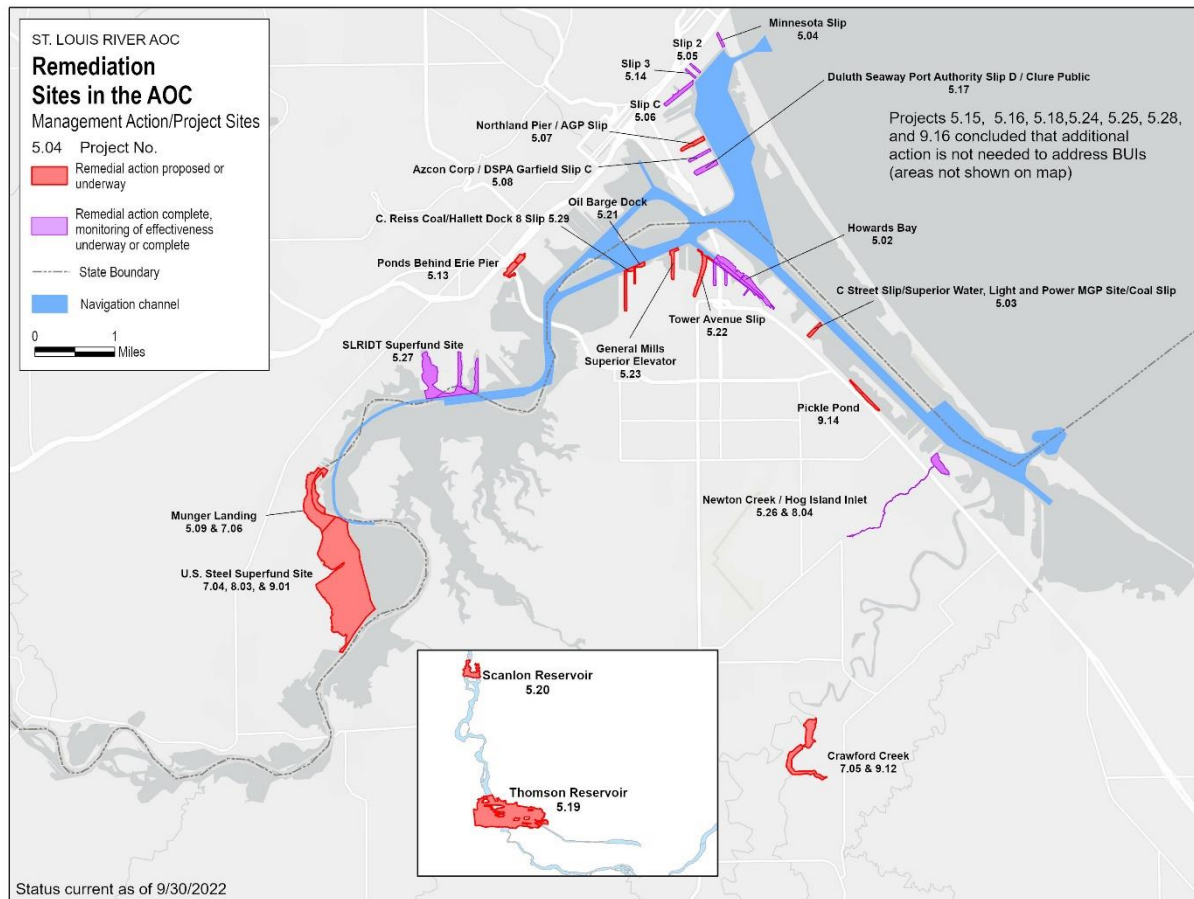 ST. LOUIS RIVER AOC
Remediation
Sites in the AOC
Management Action/Project Sites
5.04 Project No.
Remedial action proposed or
underway
Remedial action complete,
monitoring of effectiveness
underway or complete
State Boundary
Navigation channel
0 1
Miles
Minnesota Slip
5.04
Slip 2
5.05
Slip 3
5.14
Slip C
5.06
Duluth Seaway Port Authority Slip D / Clure Public
5.17
Projects 5.15, 5.16, 5.18,5.24, 5.25, 5.28,
and 9.16 concluded that additional
action is not needed to address BUIs
(areas not shown on map)
Northland Pier / AGP Slip
5.07
Azcon Corp / DSPA Garfield Slip C
5.08
Oil Barge Dock
5.21
C. Reiss Coal/Hallett Dock 8 Slip 5.29
Howards Bay
5.02
Ponds Behind Erie Pier
5.13
C Street Slip/Superior Water, Light and Power MGP Site/Coal Slip
5.03
Tower Avenue Slip
5.22
General Mills
Superior Elevator
5.23
SLRIDT Superfund Site
5.27
Pickle Pond
9.14
Newton Creek / Hog Island Inlet
5.26 & 8.04
Munger Landing
5.09 & 7.06
U.S. Steel Superfund Site
7.04, 8.03, & 9.01
Scanlon Reservoir
5.20
Thomson Reservoir
5.19
Crawford Creek
7.05 & 9.12
Status current as of 9/30/2022